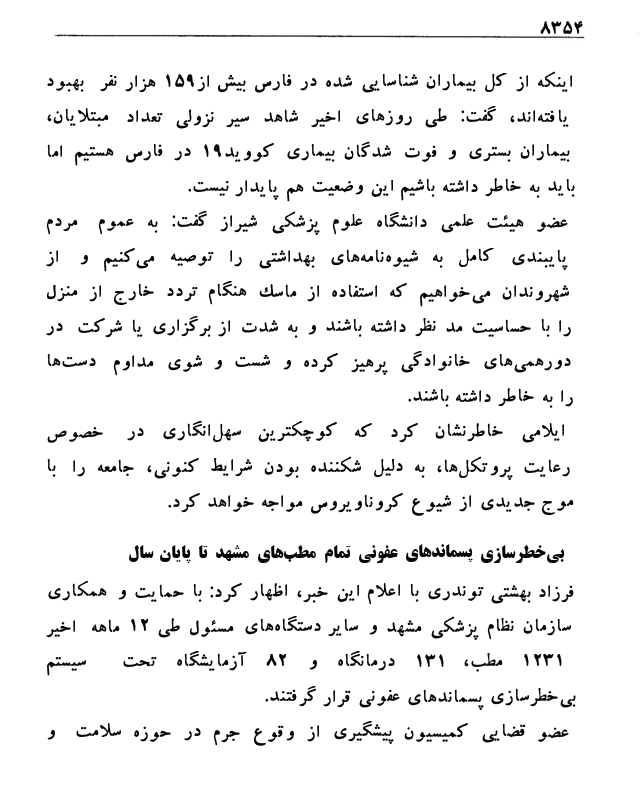 ۸۳۵۴
اینکه از کل بیماران شناسایی شده در فارس بیش از ۱۵۹ هزار نفر بهبود
یافته‌اند، گفت: طی روزهای اخیر شاهد سیر نزولی تعداد مبتلایان،
بیماران بستری و فوت شدگان بیماری کووید۱۹ در فارس هستیم اما
باید به خاطر داشته باشیم این وضعیت هم پایدار نیست.
عضو هیئت علمی دانشگاه علوم پزشکی شیراز گفت: به عموم مردم
پایبندی کامل به شیوه‌نامه‌های بهداشتی را توصیه می‌کنیم و از
شهروندان می‌خواهیم که استفاده از ماسك هنگام تردد خارج از منزل
را با حساسیت مد نظر داشته باشند و به شدت از برگزاری یا شرکت در
دورهمی‌های خانوادگی پرهیز کرده و شست و شوی مداوم دست‌ها
را به خاطر داشته باشند.
ایلامی خاطرنشان کرد که کوچکترین سهل‌انگاری در خصوص
رعایت پروتکل‌ها، به دلیل شکننده بودن شرایط کنونی، جامعه را با
موج جدیدی از شیوع کروناویروس مواجه خواهد کرد.
بی‌خطرسازی پسماندهای عفونی تمام مطب‌های مشهد تا پایان سال
فرزاد بهشتی توندری با اعلام این خبر، اظهار کرد: با حمایت و همکاری
سازمان نظام پزشکی مشهد و سایر دستگاه‌های مسئول طی ۱۲ ماهه اخیر
۱۲۳۱ مطب، ۱۳۱ درمانگاه و ۸۲ آزمایشگاه تحت سیستم
بی‌خطرسازی پسماندهای عفونی قرار گرفتند.
عضو قضایی کمیسیون پیشگیری از وقوع جرم در حوزه سلامت و